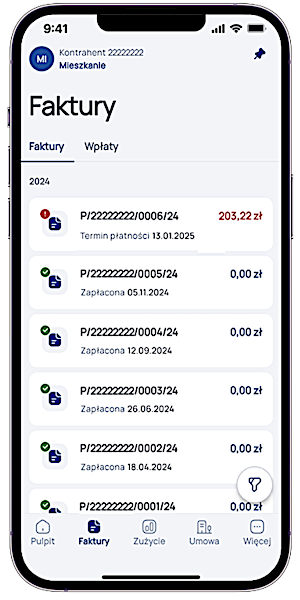 9:41
MI
Kontrahent 22222222
Mieszkanie
Faktury
Faktury Wpłaty
2024
P/22222222/0006/24 203,22 zł
Termin płatności 13.01.2025
P/22222222/0005/24 0,00 zł
Zapłacona 05.11.2024
P/22222222/0004/24 0,00 zł
Zapłacona 12.09.2024
P/22222222/0003/24 0,00 zł
Zapłacona 26.06.2024
P/22222222/0002/24 0,00 zł
Zapłacona 18.04.2024
P/22222222/0001/24 0,00 zł
Pulpit Faktury Zużycie Umowa Więcej